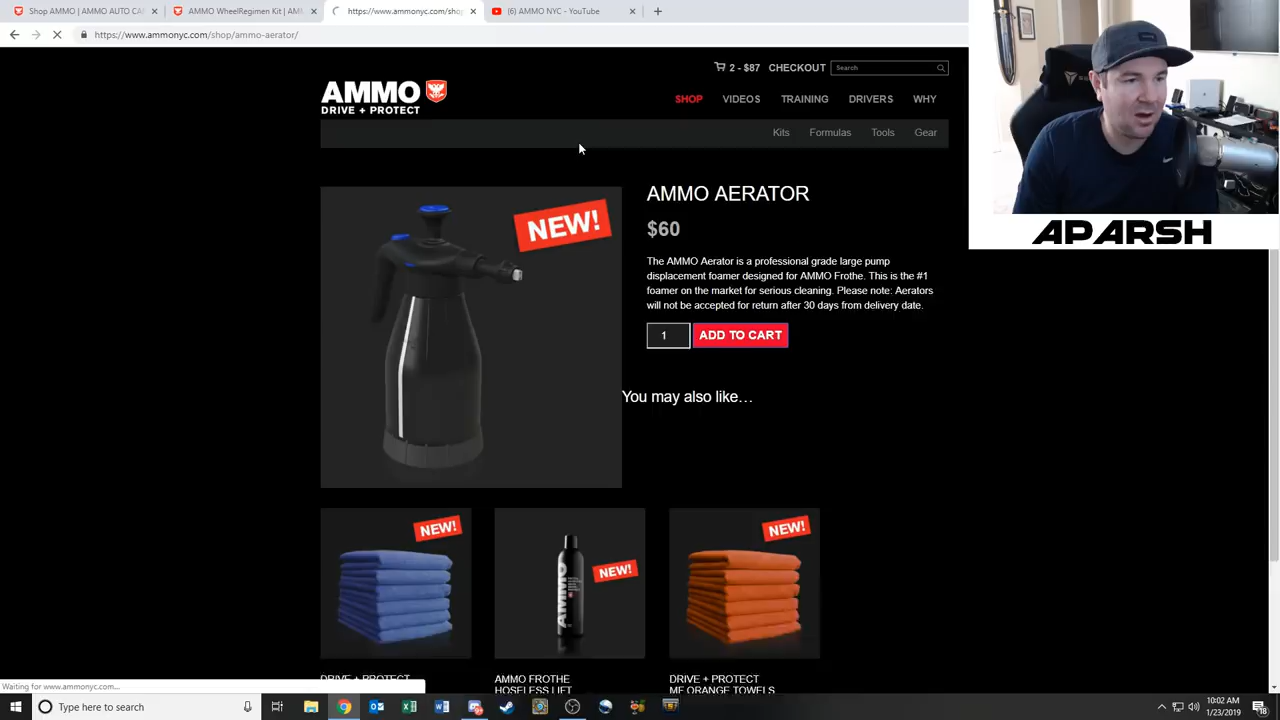 Shop AMMO | AMMO AUTO CA
AMMO WheelRegimen Kit | AMM
https://www.ammonyc.com/shop
(6) AMMO NYC - YouTube
https://www.ammonyc.com/shop/ammo-aerator/
2 - $87 CHECKOUT Search
AMMO
DRIVE + PROTECT
SHOP VIDEOS TRAINING DRIVERS WHY
Kits Formulas Tools Gear
APARSH
NEW!
AMMO AERATOR
$60
The AMMO Aerator is a professional grade large pump
displacement foamer designed for AMMO Frothe. This is the #1
foamer on the market for serious cleaning. Please note: Aerators
will not be accepted for return after 30 days from delivery date.
1 ADD TO CART
You may also like…
NEW!
NEW!
NEW!
AMMO
DRIVE + PROTECT
AMMO FROTHE
HOSELESS LIFT
DRIVE + PROTECT
MF ORANGE TOWELS
Waiting for www.ammonyc.com...
Type here to search
10:02 AM
1/23/2019
18